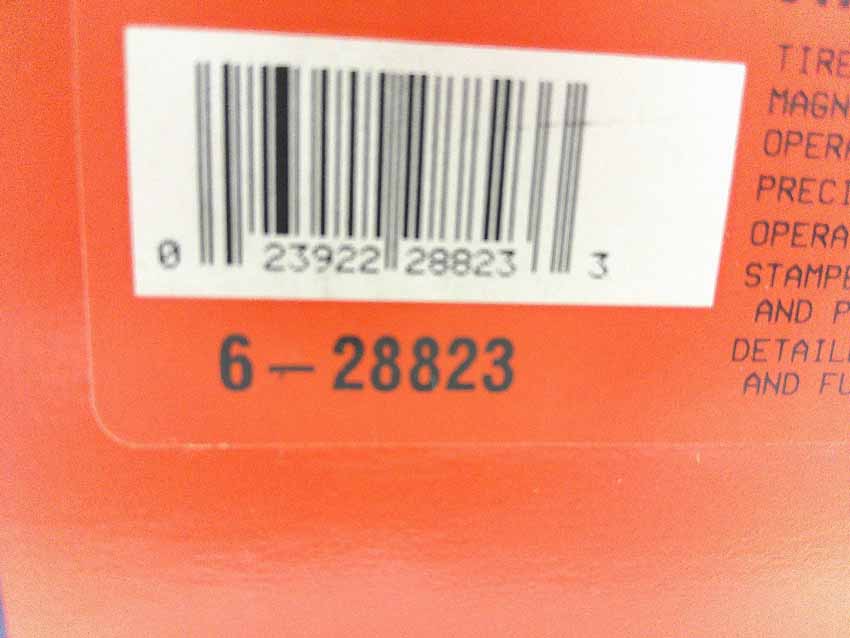 0 23922 28823 3
6-28823
TIRE
MAGN
OPERA
PRECI
OPERA
STAMPE
AND P
DETAIL
AND FU